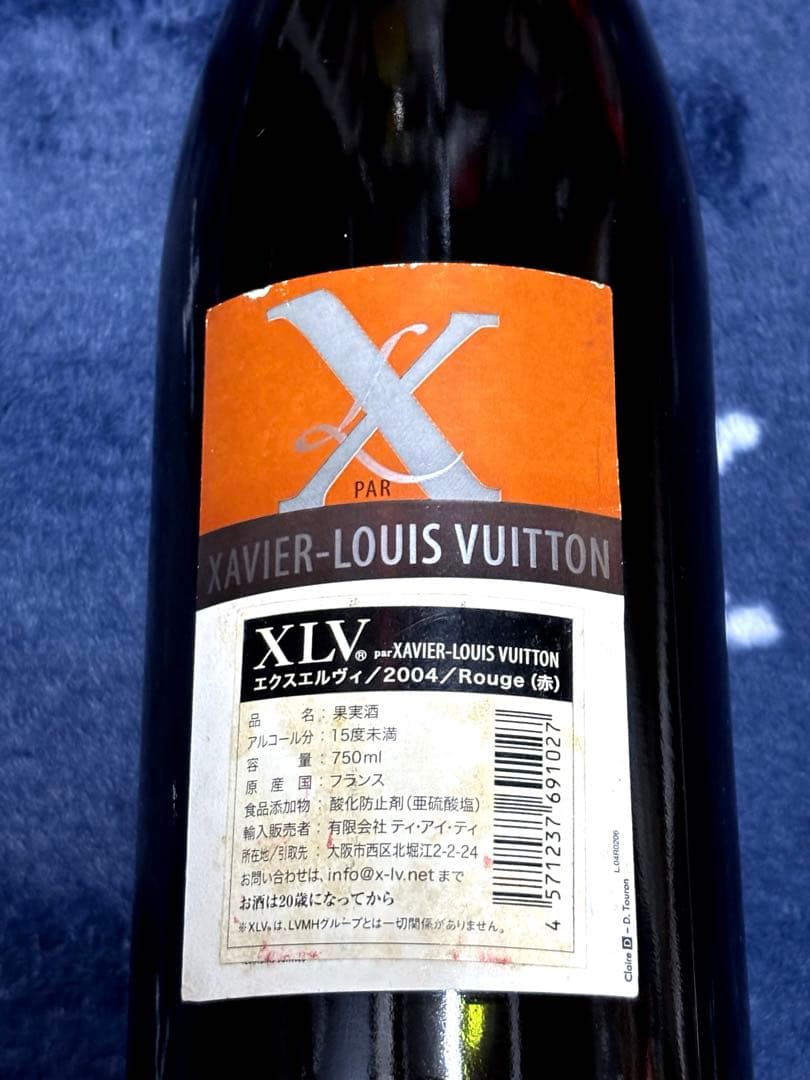 X
L
PAR
XAVIER-LOUIS VUITTON
XLV® par XAVIER-LOUIS VUITTON
エクスエルヴィ/2004/Rouge(赤)
品名:果実酒
アルコール分:15度未満
容量:750ml
原産国:フランス
食品添加物:酸化防止剤(亜硫酸塩)
輸入販売者:有限会社 ティ・アイ・ティ
所在地/引取先:大阪市西区北堀江2-2-24
お問い合わせは、info@x-lv.netまで
お酒は20歳になってから
※XLV®は、LVMHグループとは一切関係がありません。
4 571237 691027
L.04R0206
Claire D - D. Touron